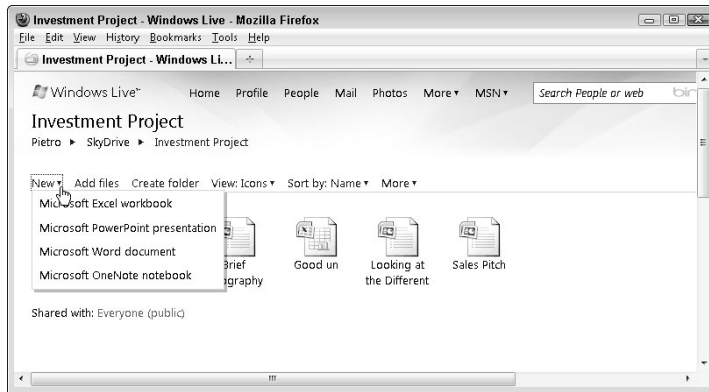 Investment Project - Windows Live - Mozilla Firefox
File Edit View History Bookmarks Tools Help
Investment Project - Windows Li...
Windows Live™ Home Profile People Mail Photos More MSN Search People or web bing
Investment Project
Pietro SkyDrive Investment Project
New Add files Create folder View: Icons Sort by: Name More
Microsoft Excel workbook
Microsoft PowerPoint presentation
Microsoft Word document
Microsoft OneNote notebook
Brief Good un Looking at Sales Pitch
the Different
Shared with: Everyone (public)